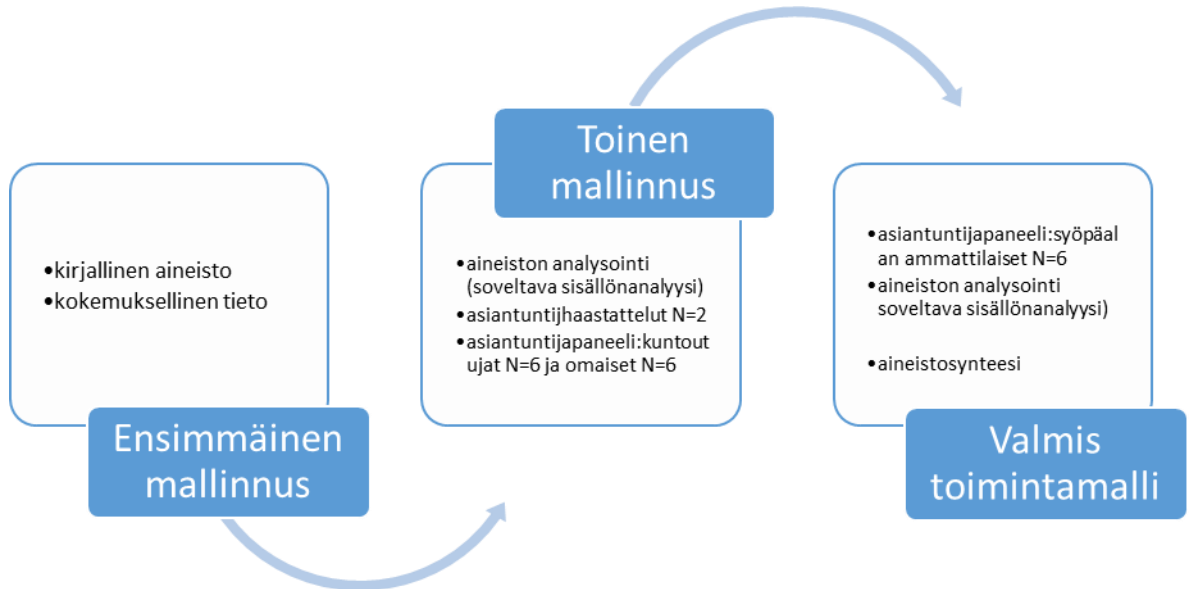 •kirjallinen aineisto
•kokemuksellinen tieto
Ensimmäinen
mallinnus
Toinen
mallinnus
•aineiston analysointi
(soveltava sisällönanalyysi)
•asiantuntijhaastattelut N=2
•asiantuntijapaneeli:kuntout
ujat N=6 ja omaiset N=6
•asiantuntijapaneeli:syöpäal
an ammattilaiset N=6
•aineiston analysointi
soveltava sisällönanalyysi)
•aineistosynteesi
Valmis
toimintamalli